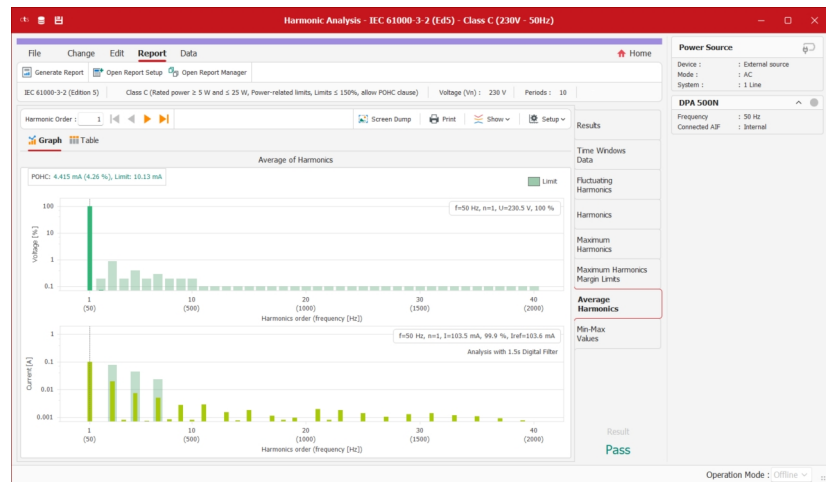 Harmonic Analysis - IEC 61000-3-2 (Ed5) - Class C (230V - 50Hz)
File Change Edit Report Data Home
Generate Report Open Report Setup Open Report Manager
IEC 61000-3-2 (Edition 5) Class C (Rated power ≥ 5 W and ≤ 25 W, Power-related limits, Limits ≤ 150%, allow POHC clause) Voltage (Vn) : 230 V Periods : 10
Harmonic Order : 1 Screen Dump Print Show Setup
Graph Table
Average of Harmonics
POHC: 4.415 mA (4.26 %), Limit: 10.13 mA
Limit
f=50 Hz, n=1, U=230.5 V, 100 %
Voltage [%]
100
10
1
0.1
1 10 20 30 40
(50) (500) (1000) (1500) (2000)
Harmonics order (frequency [Hz])
f=50 Hz, n=1, I=103.5 mA, 99.9 %, Iref=103.6 mA
Analysis with 1.5s Digital Filter
Current [A]
1
0.1
0.01
0.001
1 10 20 30 40
(50) (500) (1000) (1500) (2000)
Harmonics order (frequency [Hz])
Results
Time Windows
Data
Fluctuating
Harmonics
Harmonics
Maximum
Harmonics
Maximum Harmonics
Margin Limits
Average
Harmonics
Min-Max
Values
Result
Pass
Power Source
Device : : External source
Mode : : AC
System : : 1 Line
DPA 500N
Frequency : 50 Hz
Connected AIF : Internal
Operation Mode : Offline